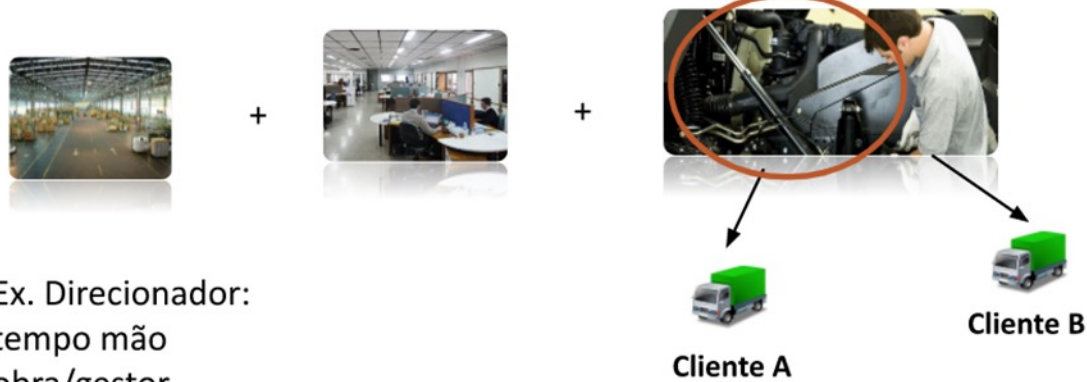 +
+
Ex. Direcionador:
tempo mão
obra/gestor
Cliente A
Cliente B